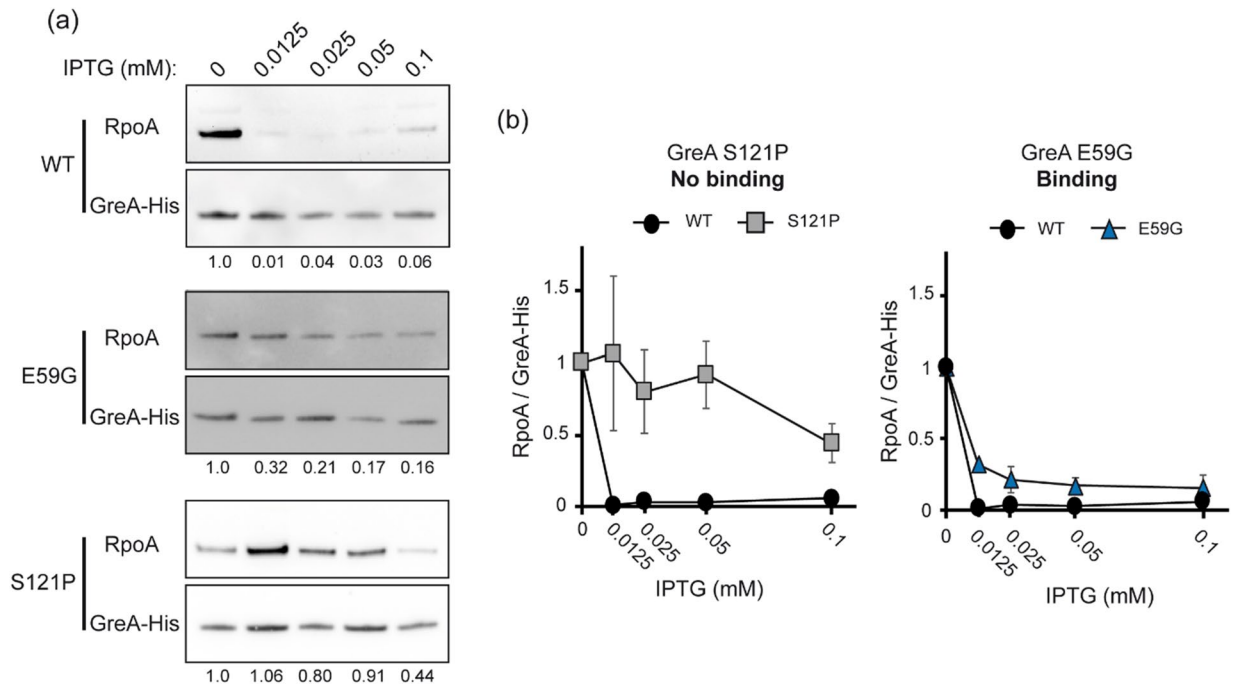 (a)
IPTG (mM): 0 0.0125 0.025 0.05 0.1
WT
RpoA
GreA-His
1.0 0.01 0.04 0.03 0.06
E59G
RpoA
GreA-His
1.0 0.32 0.21 0.17 0.16
S121P
RpoA
GreA-His
1.0 1.06 0.80 0.91 0.44
(b)
GreA S121P
No binding
WT S121P
RpoA / GreA-His
1.5
1
0.5
0
0 0.0125 0.025 0.05 0.1
IPTG (mM)
GreA E59G
Binding
WT E59G
RpoA / GreA-His
1.5
1
0.5
0
0 0.0125 0.025 0.05 0.1
IPTG (mM)